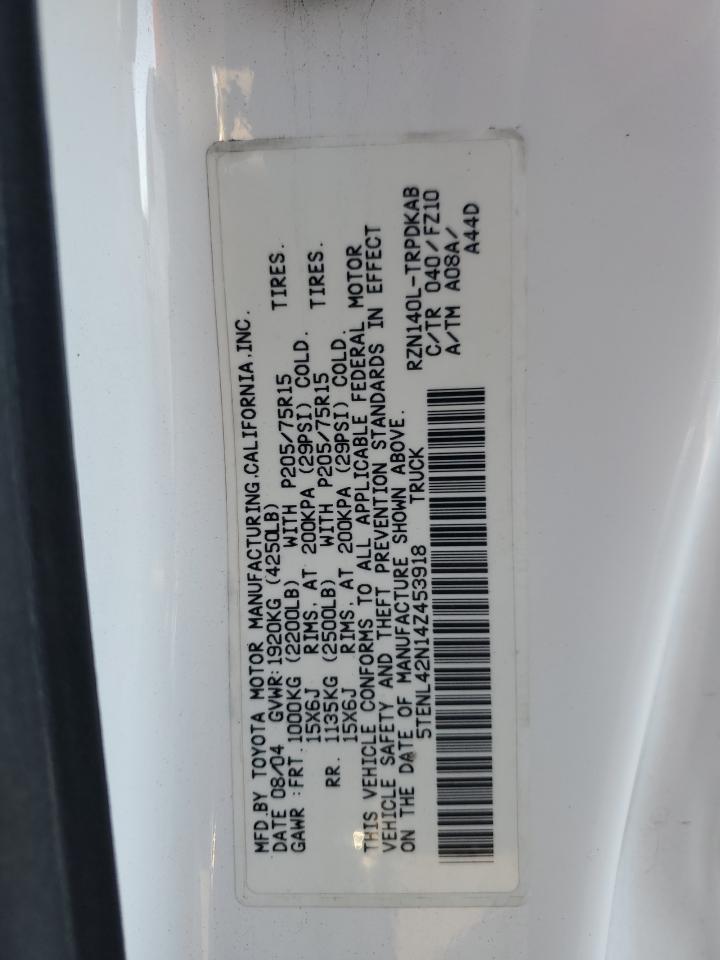 MFD.BY TOYOTA MOTOR MANUFACTURING.CALIFORNIA.INC.
DATE 08/04 GVWR:1920KG (4250LB)
GAWR :FRT.1000KG (2200LB) WITH P205/75R15 TIRES.
15X6J RIMS, AT 200KPA (29PSI) COLD.
RR. 1135KG (2500LB) WITH P205/75R15 TIRES.
15X6J RIMS, AT 200KPA (29PSI) COLD.
THIS VEHICLE CONFORMS TO ALL APPLICABLE FEDERAL MOTOR
VEHICLE SAFETY AND THEFT PREVENTION STANDARDS IN EFFECT
ON THE DATE OF MANUFACTURE SHOWN ABOVE.
5TENL42N14Z453918 TRUCK
RZN140L-TRPDKAB
C/TR 040/FZ10
A/TM A08A/
A44D